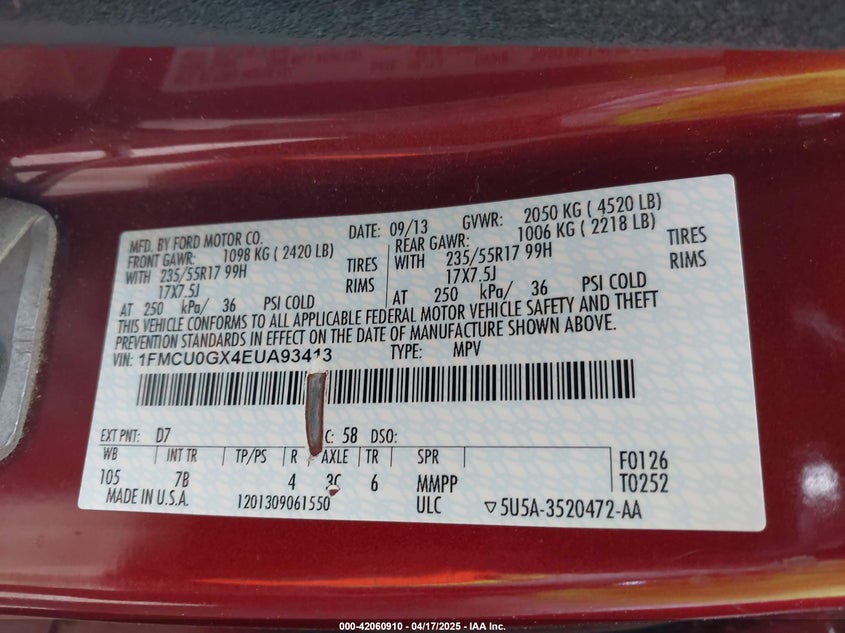 MFD. BY FORD MOTOR CO. DATE: 09/13 GVWR: 2050 KG ( 4520 LB)
FRONT GAWR: 1098 KG ( 2420 LB) REAR GAWR: 1006 KG ( 2218 LB)
WITH 235/55R17 99H TIRES WITH 235/55R17 99H TIRES
17X7.5J RIMS 17X7.5J RIMS
AT 250 kPa/ 36 PSI COLD AT 250 kPa/ 36 PSI COLD
THIS VEHICLE CONFORMS TO ALL APPLICABLE FEDERAL MOTOR VEHICLE SAFETY AND THEFT
PREVENTION STANDARDS IN EFFECT ON THE DATE OF MANUFACTURE SHOWN ABOVE.
VIN: 1FMCU0GX4EUA93413 TYPE: MPV
EXT PNT: D7 C: 58 DSO:
WB INT TR TP/PS R AXLE TR SPR F0126
105 7B 4 3C 6 MMPP T0252
MADE IN U.S.A. 1201309061550 ULC ▽5U5A-3520472-AA
000-42060910 - 04/17/2025 - IAA Inc.